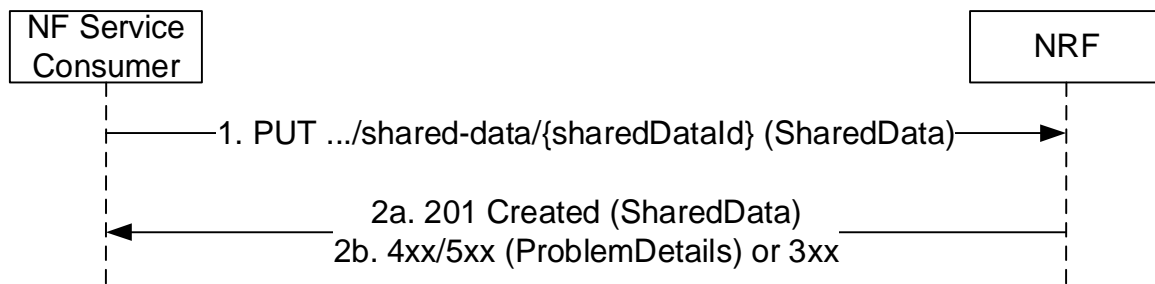 NF Service
Consumer
NRF
1. PUT .../shared-data/{sharedDataId} (SharedData)
2a. 201 Created (SharedData)
2b. 4xx/5xx (ProblemDetails) or 3xx